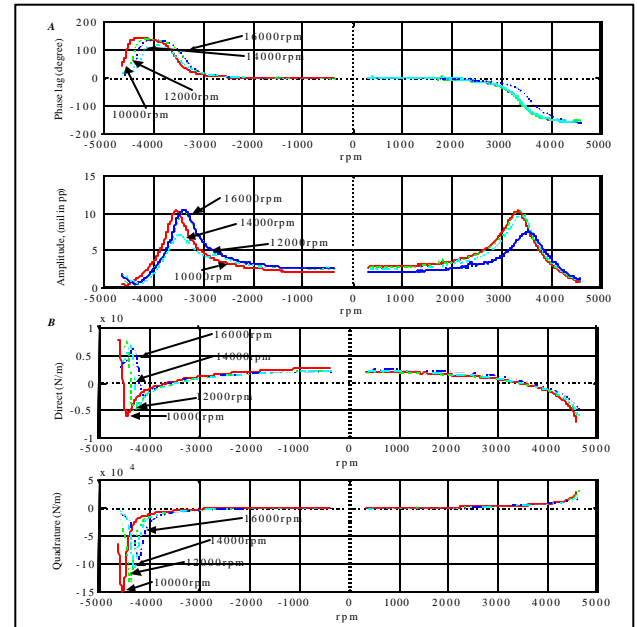 A
200
100
0
-100
-200
Phase lag (degree)
16000rpm
14000rpm
12000rpm
10000rpm
-5000 -4000 -3000 -2000 -1000 0 1000 2000 3000 4000 5000
rpm
15
10
5
0
Amplitude, (mil in pp)
16000rpm
14000rpm
12000rpm
10000rpm
-5000 -4000 -3000 -2000 -1000 0 1000 2000 3000 4000 5000
rpm
B
x 10
1
0.5
0
-0.5
-1
Direct (N/m)
16000rpm
14000rpm
12000rpm
10000rpm
-5000 -4000 -3000 -2000 -1000 0 1000 2000 3000 4000 5000
rpm
x 10 4
5
0
-5
-10
-15
Quadrature (N/m)
16000rpm
14000rpm
12000rpm
10000rpm
-5000 -4000 -3000 -2000 -1000 0 1000 2000 3000 4000 5000
rpm